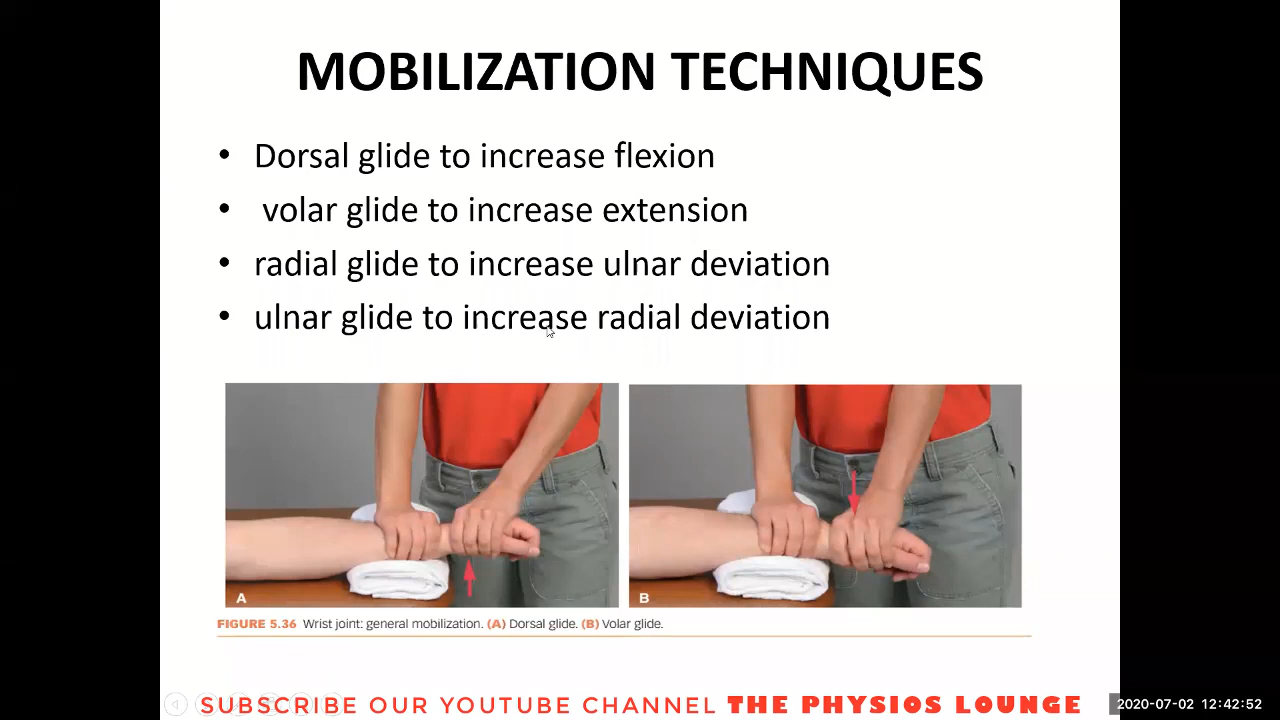 MOBILIZATION TECHNIQUES
• Dorsal glide to increase flexion
• volar glide to increase extension
• radial glide to increase ulnar deviation
• ulnar glide to increase radial deviation
A
B
FIGURE 5.36 Wrist joint: general mobilization. (A) Dorsal glide. (B) Volar glide.
SUBSCRIBE OUR YOUTUBE CHANNEL THE PHYSIOS LOUNGE
2020-07-02 12:42:52